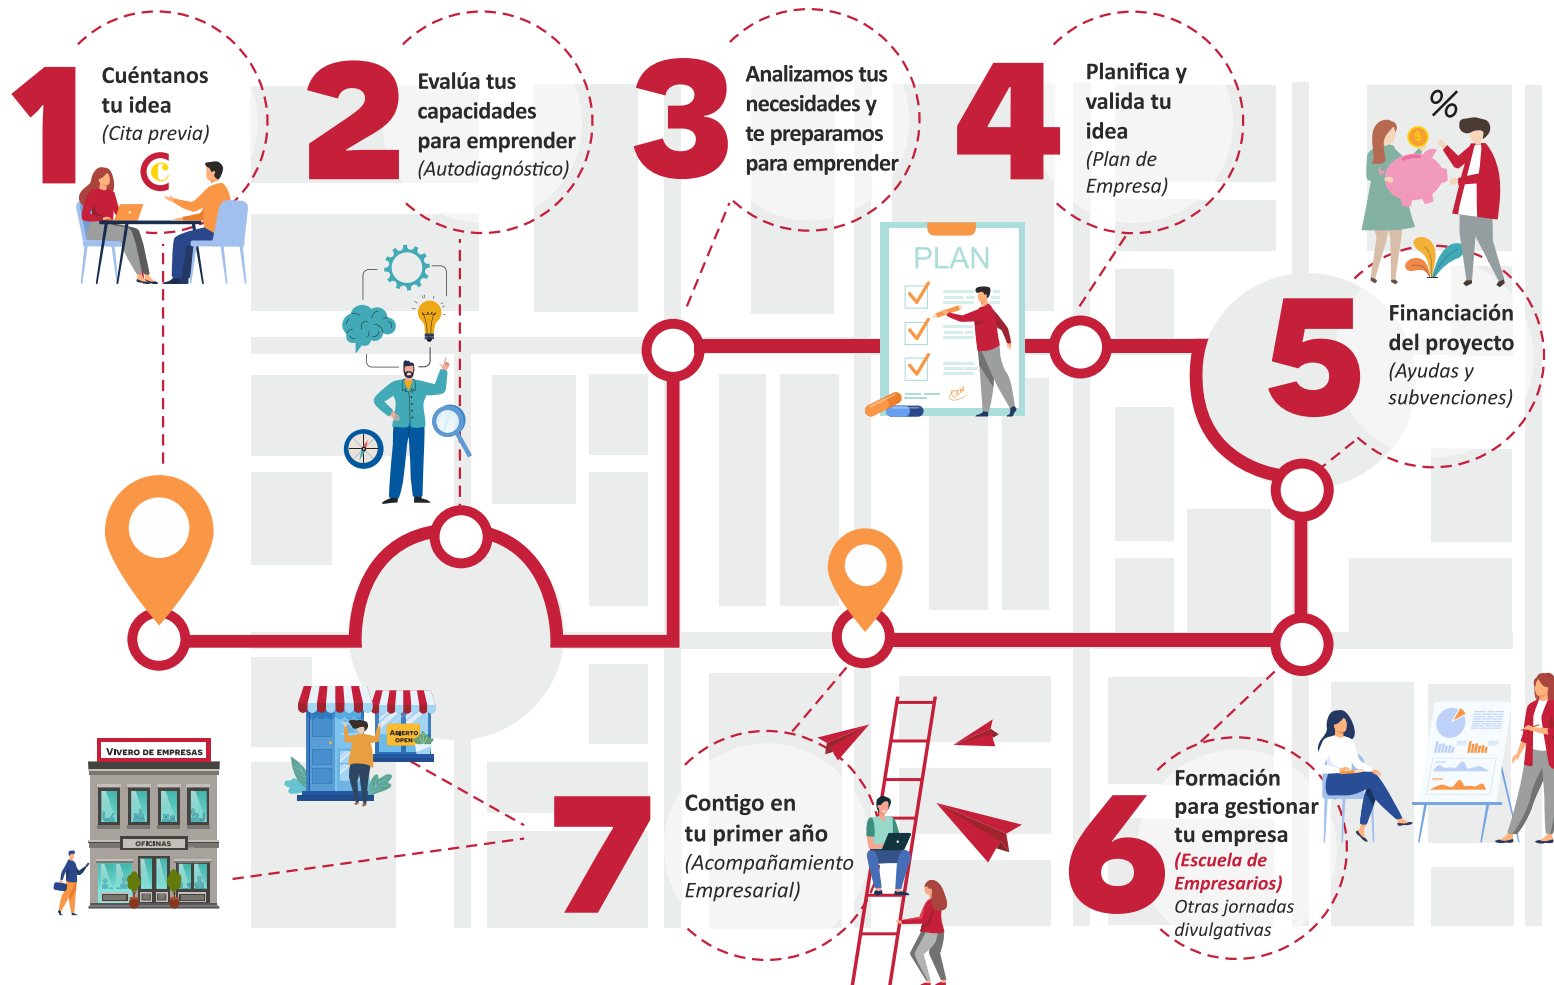 1
Cuéntanos
tu idea
(Cita previa)
C
2
Evalúa tus
capacidades
para emprender
(Autodiagnóstico)
3
Analizamos tus
necesidades y
te preparamos
para emprender
4
Planifica y
valida tu
idea
(Plan de
Empresa)
%
$
5
Financiación
del proyecto
(Ayudas y
subvenciones)
PLAN
6
Formación
para gestionar
tu empresa
(Escuela de
Empresarios)
Otras jornadas
divulgativas
7
Contigo en
tu primer año
(Acompañamiento
Empresarial)
ABIERTO
OPEN
VIVERO DE EMPRESAS
OFICINAS